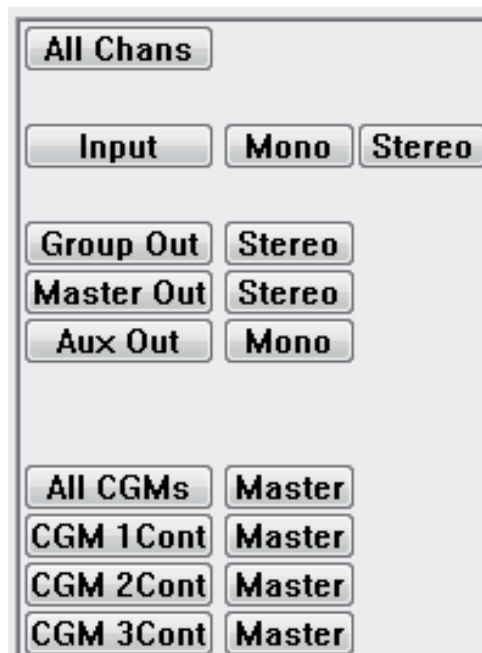 All Chans
Input Mono Stereo
Group Out Stereo
Master Out Stereo
Aux Out Mono
All CGMs Master
CGM 1Cont Master
CGM 2Cont Master
CGM 3Cont Master